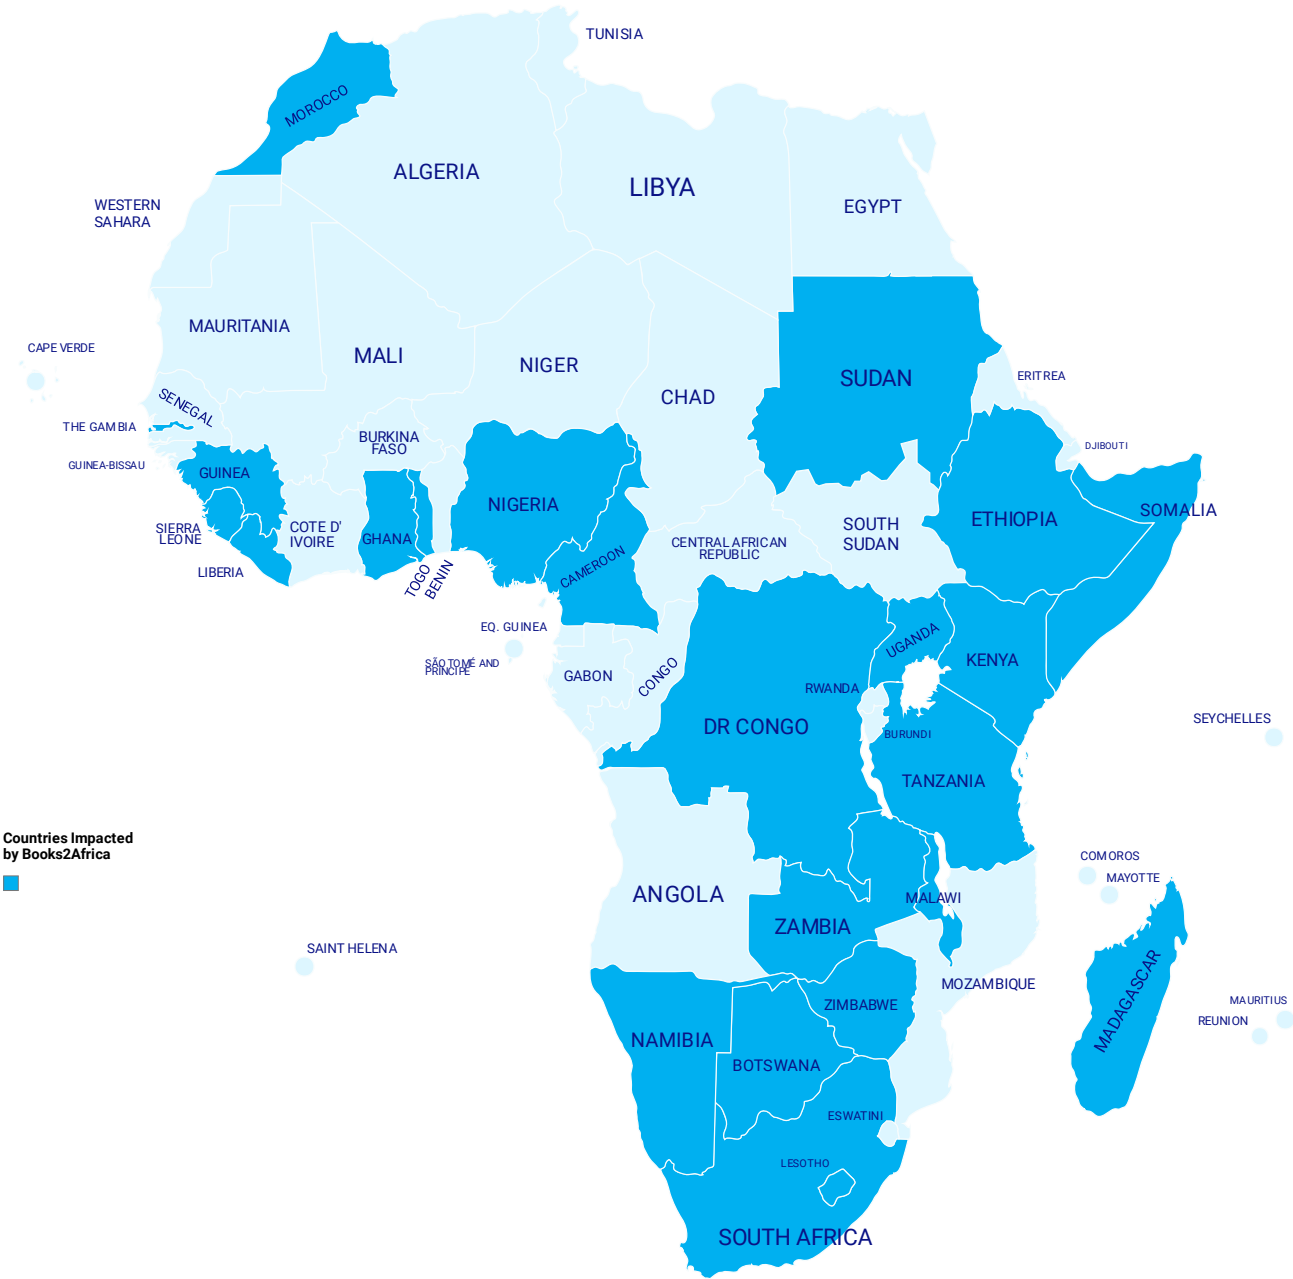 TUNISIA
MOROCCO
ALGERIA
LIBYA
EGYPT
WESTERN
SAHARA
MAURITANIA
MALI
NIGER
CHAD
SUDAN
ERITREA
CAPE VERDE
SENEGAL
THE GAMBIA
BURKINA
FASO
DJIBOUTI
GUINEA-BISSAU
GUINEA
NIGERIA
SOMALIA
ETHIOPIA
SIERRA
LEONE
COTE D'
IVOIRE
GHANA
SOUTH
SUDAN
CENTRAL AFRICAN
REPUBLIC
LIBERIA
TOGO
BENIN
CAMEROON
EQ. GUINEA
SÃO TOMÉ AND
PRÍNCIPE
GABON
CONGO
UGANDA
KENYA
RWANDA
DR CONGO
BURUNDI
SEYCHELLES
TANZANIA
Countries Impacted
by Books2Africa
COMOROS
MAYOTTE
ANGOLA
MALAWI
ZAMBIA
SAINT HELENA
MOZAMBIQUE
MADAGASCAR
MAURITIUS
REUNION
ZIMBABWE
NAMIBIA
BOTSWANA
ESWATINI
LESOTHO
SOUTH AFRICA